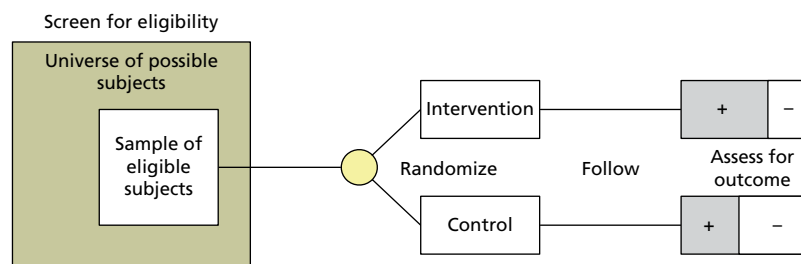 Screen for eligibility
Universe of possible
subjects
Sample of
eligible
subjects
Intervention
Randomize
Control
Follow
+
–
Assess for
outcome
+
–